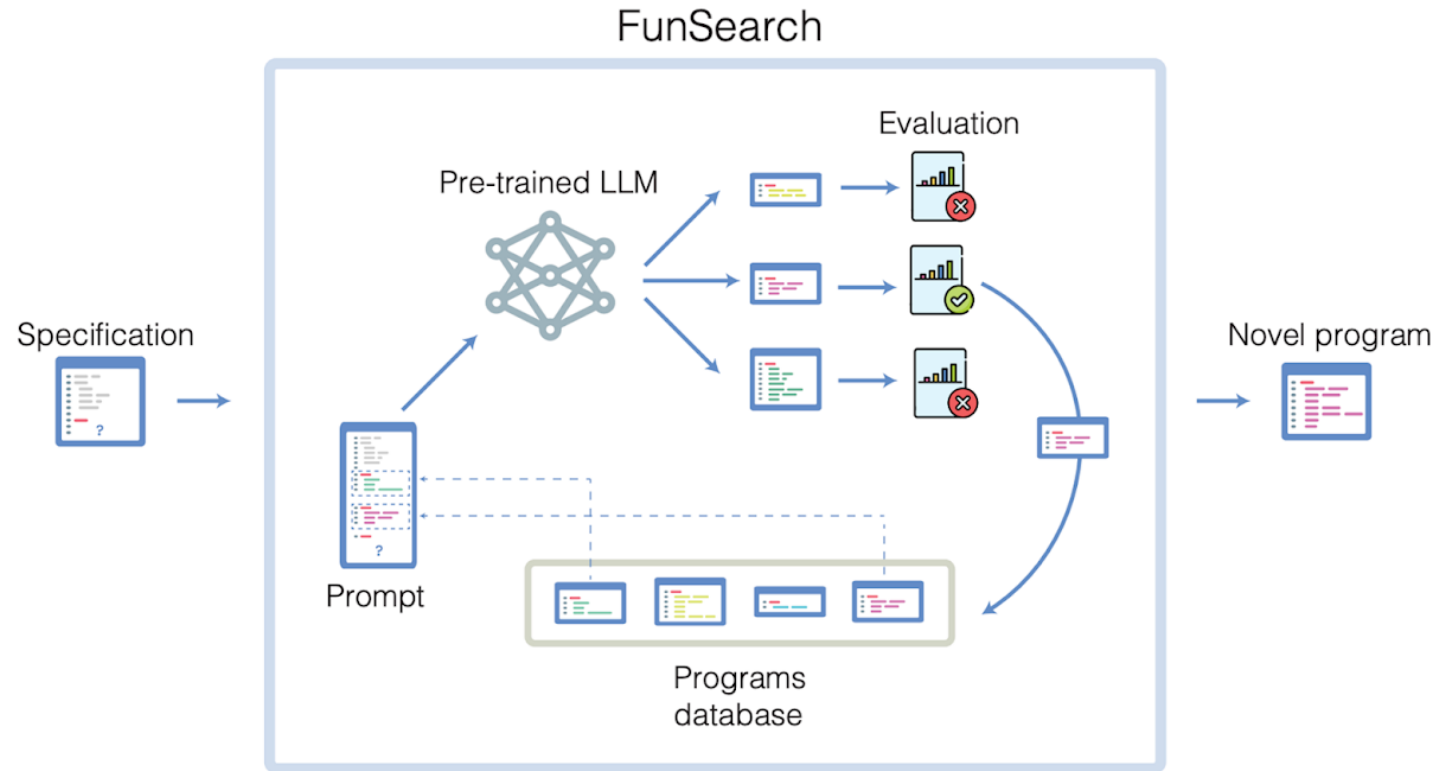 FunSearch
Evaluation
Pre-trained LLM
Specification
?
Novel program
?
Prompt
Programs
database